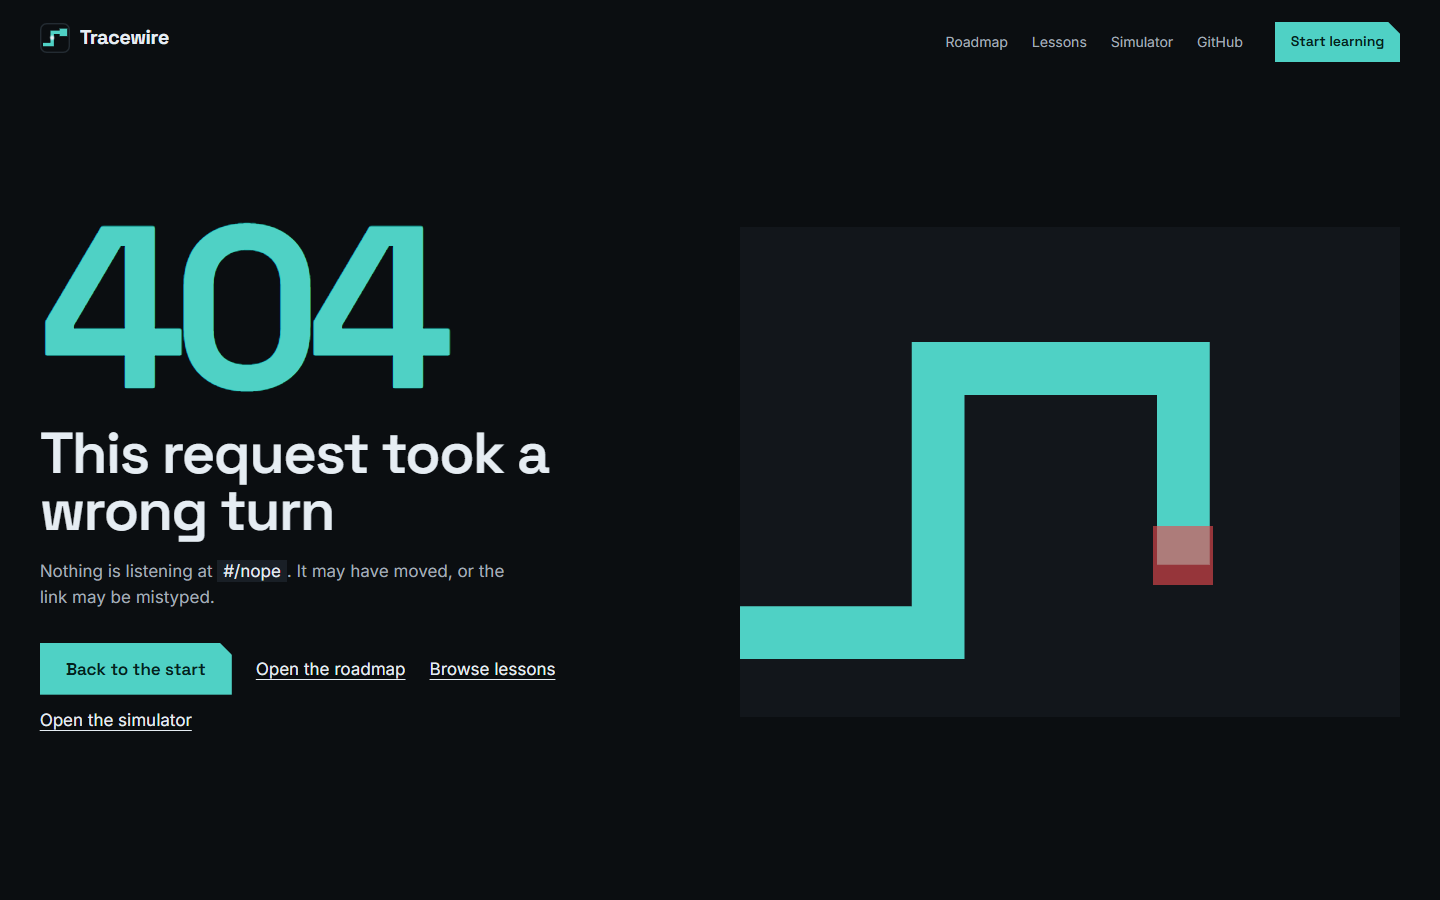 Tracewire
Roadmap Lessons Simulator GitHub Start learning
404
This request took a
wrong turn
Nothing is listening at #/nope. It may have moved, or the
link may be mistyped.
Back to the start Open the roadmap Browse lessons
Open the simulator